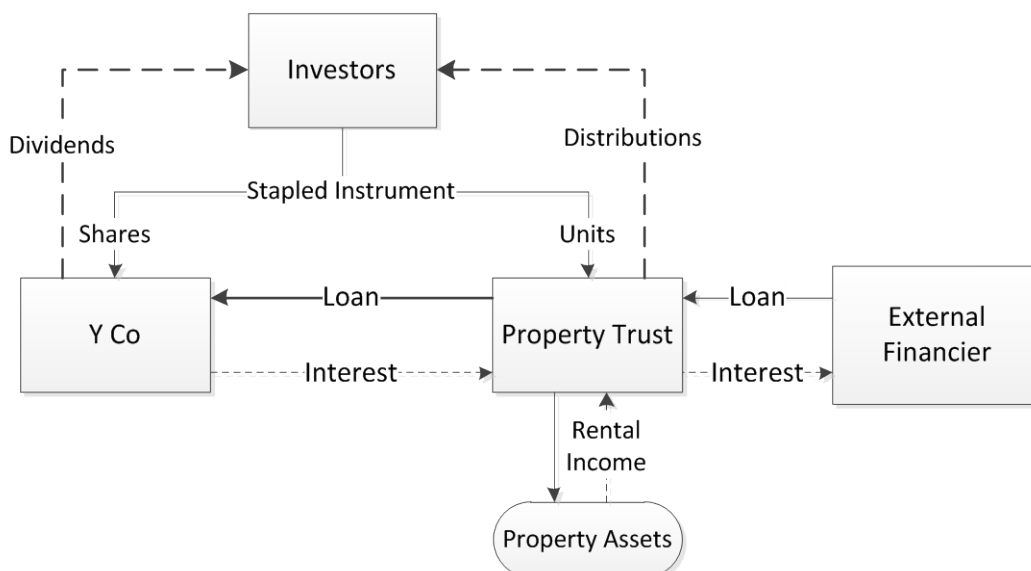 Investors
Dividends
Distributions
Stapled Instrument
Shares
Units
Loan
Loan
Y Co
Property Trust
External
Financier
Interest
Interest
Rental
Income
Property Assets